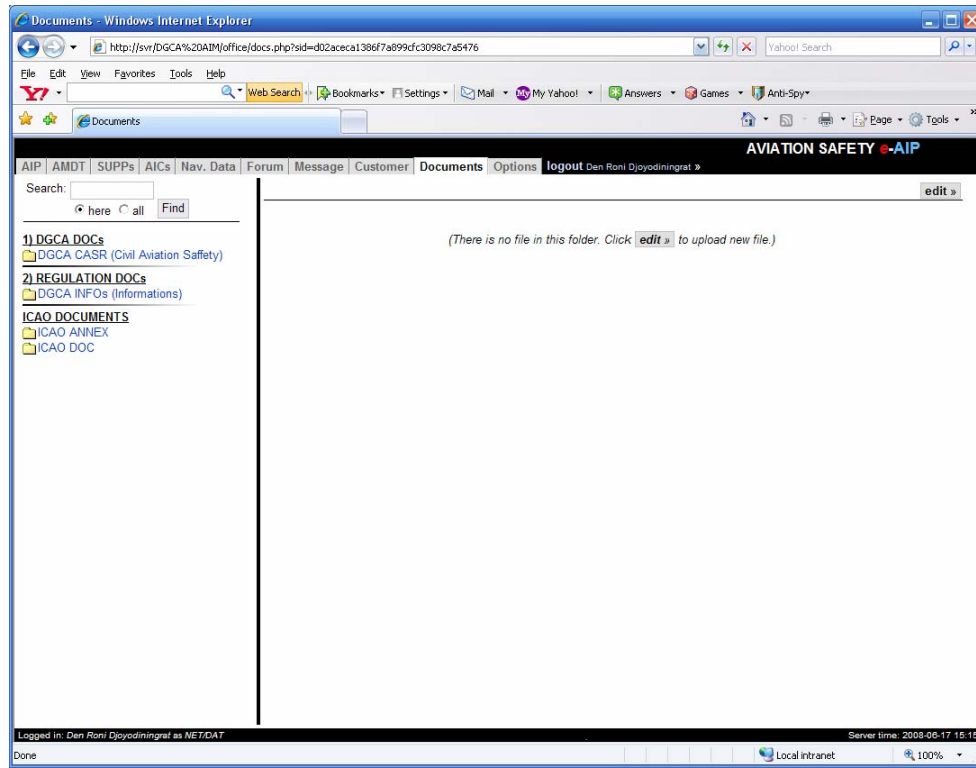 Documents - Windows Internet Explorer
http://svr/DGCA%20AIM/office/docs.php?sid=d02aceca1386f7a899cfc3098c7a5476
Yahoo! Search
File Edit View Favorites Tools Help
Y! Web Search Bookmarks Settings Mail My Yahoo! Answers Games Anti-Spy
Documents Page Tools »
AVIATION SAFETY e-AIP
AIP AMDT SUPPs AICs Nav. Data Forum Message Customer Documents Options logout Den Roni Djoyodiningrat »
Search:
here all Find
edit »
(There is no file in this folder. Click edit » to upload new file.)
1) DGCA DOCs
DGCA CASR (Civil Aviation Saffety)
2) REGULATION DOCs
DGCA INFOs (Informations)
ICAO DOCUMENTS
ICAO ANNEX
ICAO DOC
Logged in: Den Roni Djoyodiningrat as NET/DAT
Server time: 2008-06-17 15:15
Done Local intranet 100%